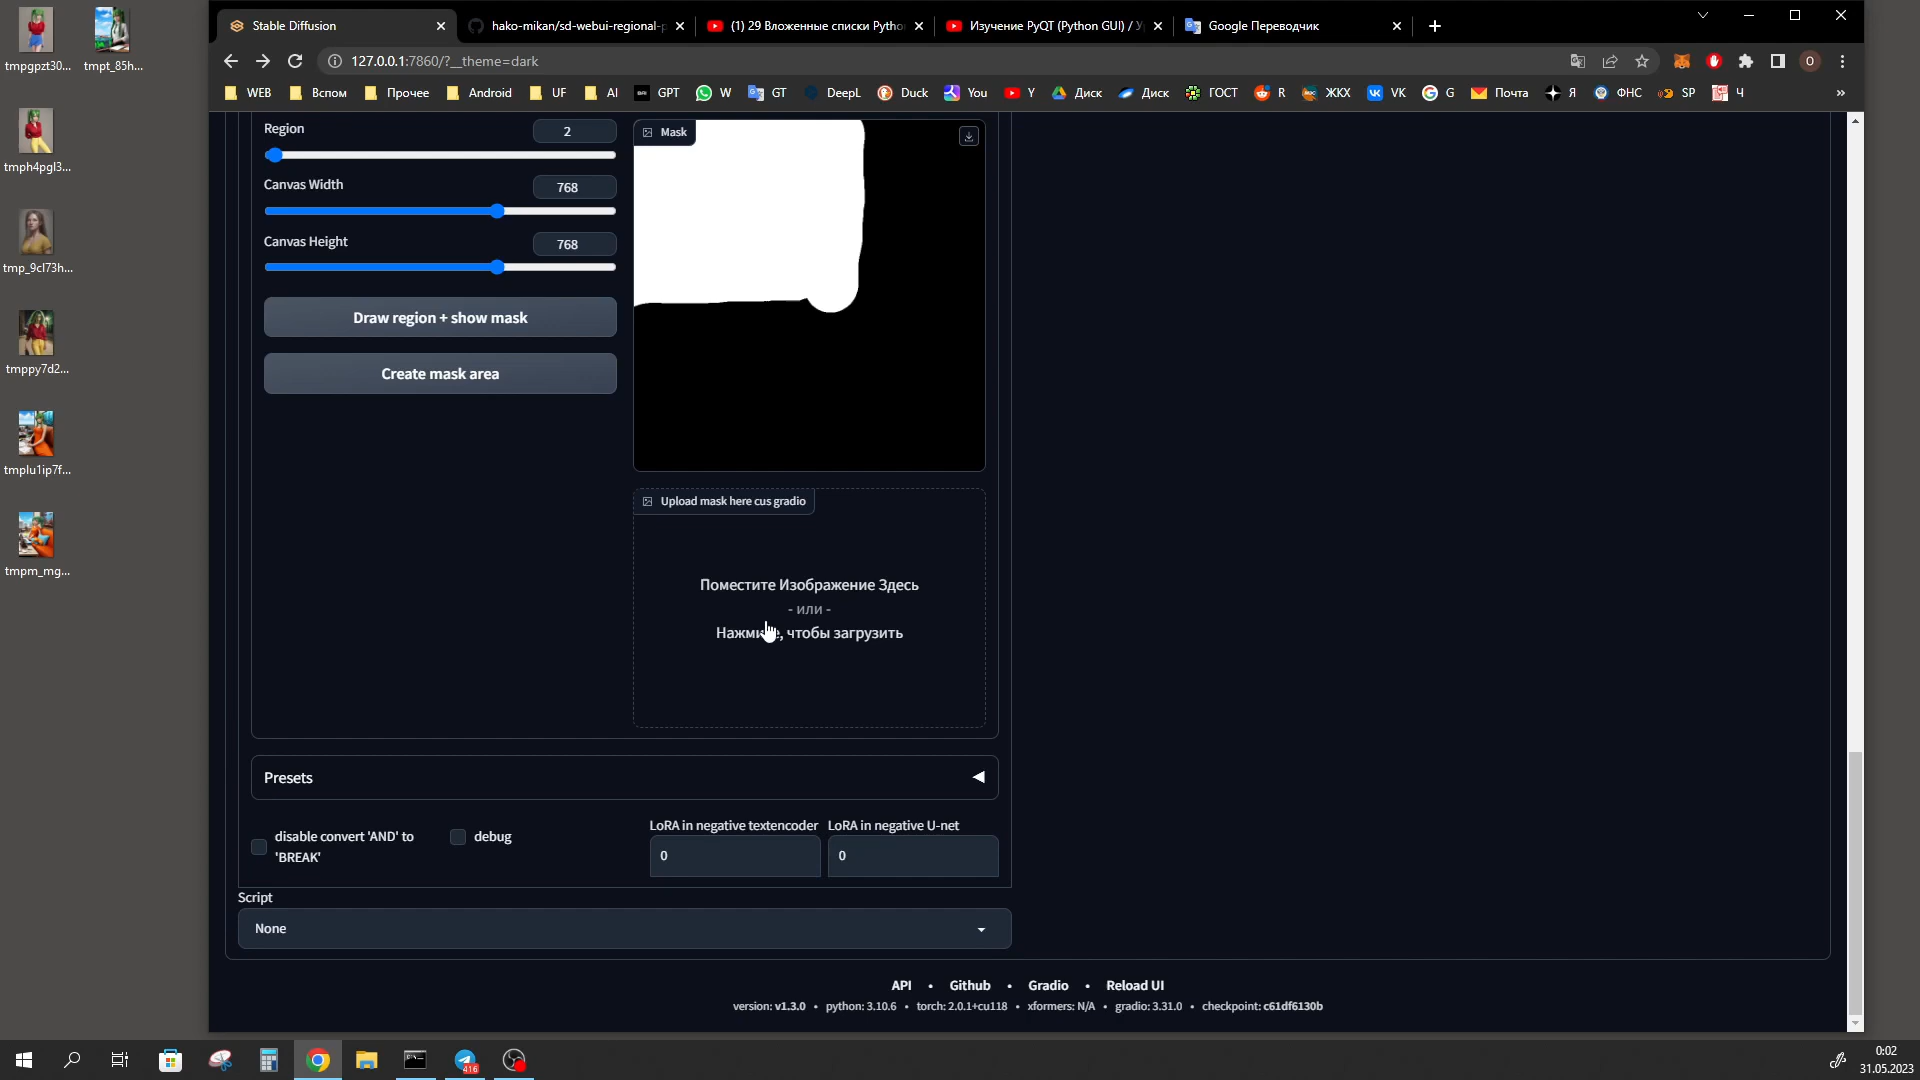 tmpgpzt30...
tmpt_85h...
tmph4pgl3...
tmp_9cl73h...
tmppy7d2...
tmplu1ip7f...
tmpm_mg...
Stable Diffusion
hako-mikan/sd-webui-regional-p
(1) 29 Вложенные списки Pytho
Изучение PyQT (Python GUI) / У
Google Переводчик
127.0.0.1:7860/?__theme=dark
O
WEB
Вспом
Прочее
Android
UF
AI
GPT
W
GT
DeepL
Duck
You
Y
Диск
Диск
ГОСТ
R
ЖКХ
VK
G
Почта
Я
ФНС
SP
Ч
»
Region
2
Canvas Width
768
Canvas Height
768
Draw region + show mask
Create mask area
Mask
Upload mask here cus gradio
Поместите Изображение Здесь
- или -
чтобы загрузить
Presets
disable convert 'AND' to
'BREAK'
debug
LoRA in negative textencoder
0
LoRA in negative U-net
0
Script
None
API • Github • Gradio • Reload UI
version: v1.3.0 • python: 3.10.6 • torch: 2.0.1+cu118 • xformers: N/A • gradio: 3.31.0 • checkpoint: c61df6130b
416
0:02
31.05.2023